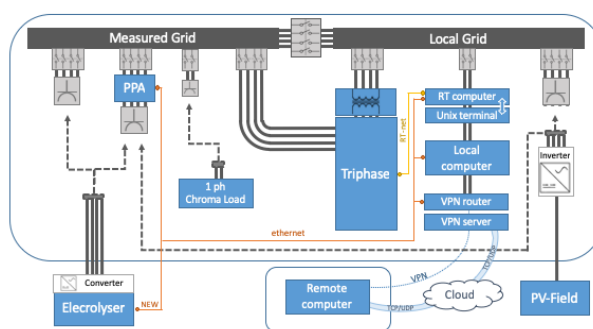 Measured Grid
Local Grid
PPA
RT computer
Unix terminal
RT-net
Triphase
Local
computer
Inverter
1 ph
Chroma Load
VPN router
VPN server
ethernet
TCP/UDP
Converter
Elecrolyser
NEW
Remote
computer
VPN
Cloud
TCP/UDP
PV-Field